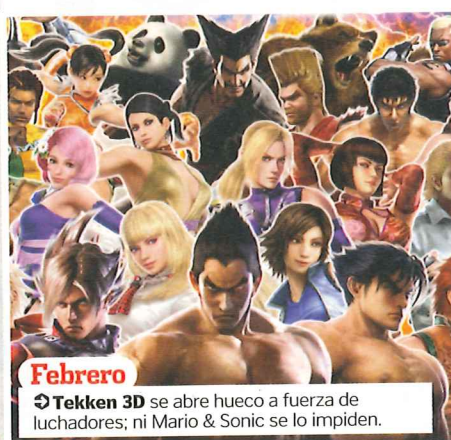 Febrero
➲ Tekken 3D se abre hueco a fuerza de
luchadores; ni Mario & Sonic se lo impiden.